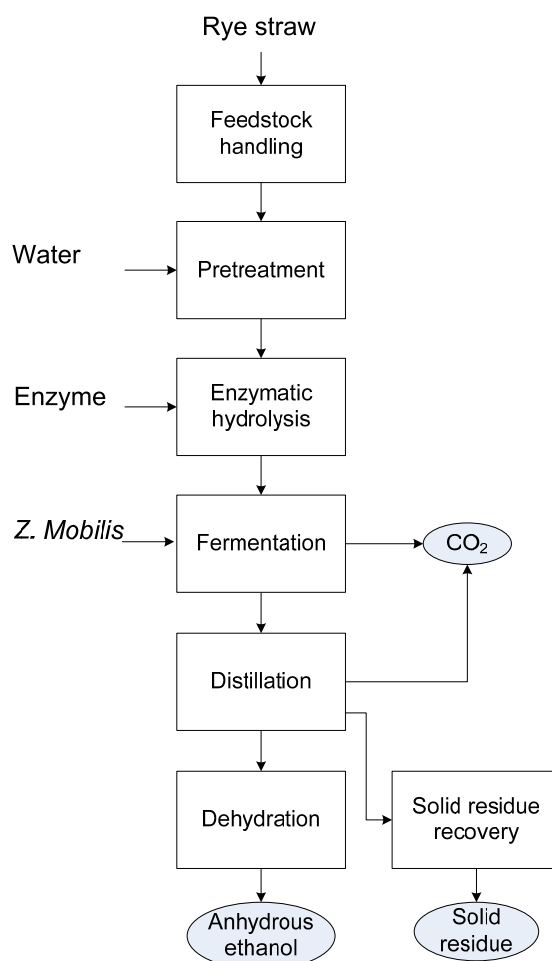 Rye straw
Feedstock
handling
Water
Pretreatment
Enzyme
Enzymatic
hydrolysis
Z. Mobilis
Fermentation
CO₂
Distillation
Dehydration
Solid residue
recovery
Anhydrous
ethanol
Solid
residue